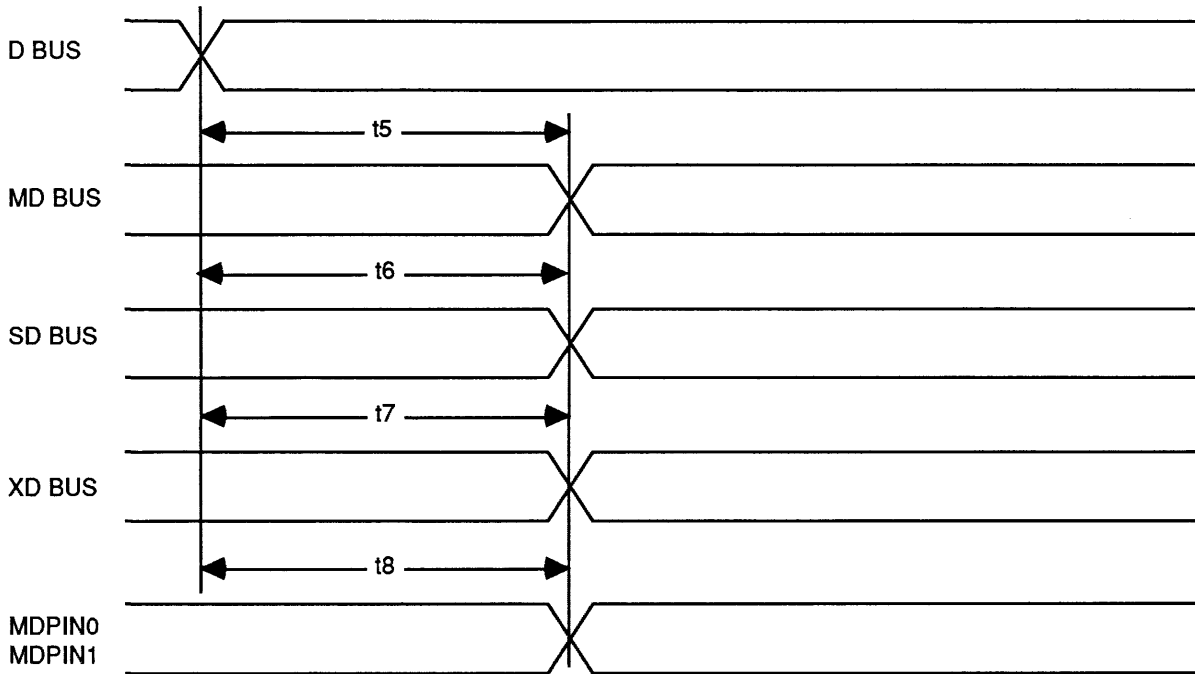 D BUS
t5
MD BUS
t6
SD BUS
t7
XD BUS
t8
MDPIN0
MDPIN1